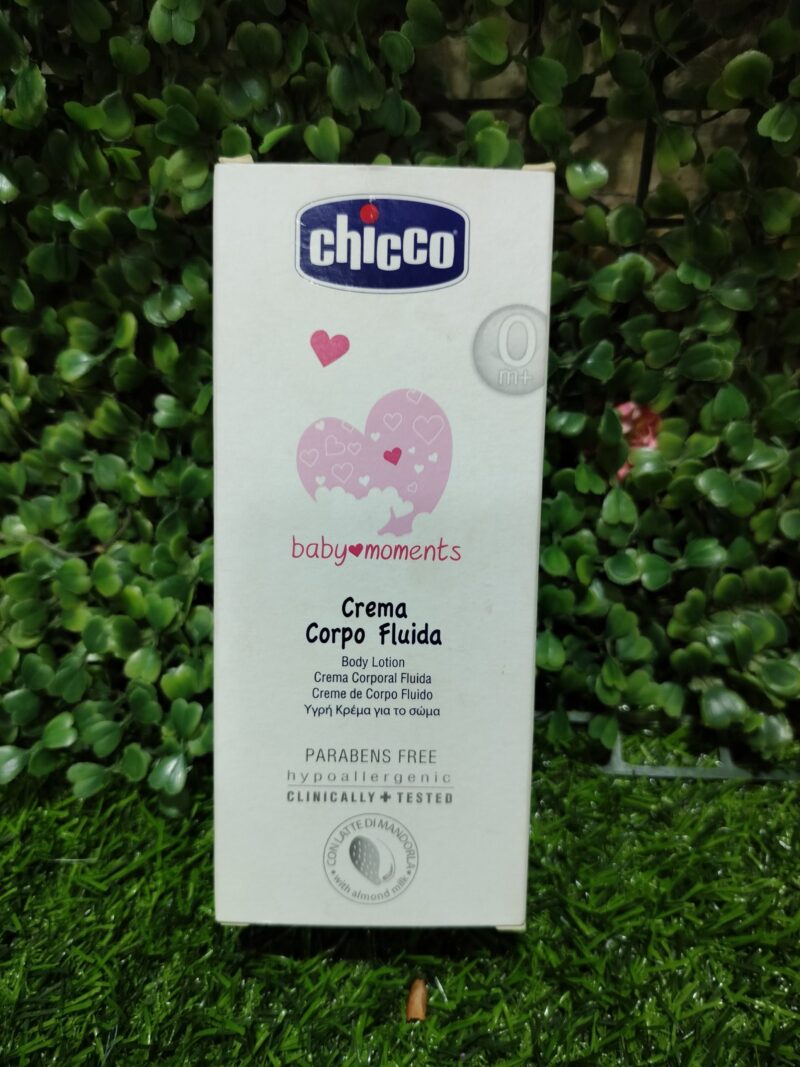 chicco
0
m+
baby moments
Crema
Corpo Fluida
Body Lotion
Crema Corporal Fluida
Creme de Corpo Fluido
Υγρή Κρέμα για το σώμα
PARABENS FREE
hypoallergenic
CLINICALLY + TESTED
CON LATTE DI MANDORLA
with almond milk